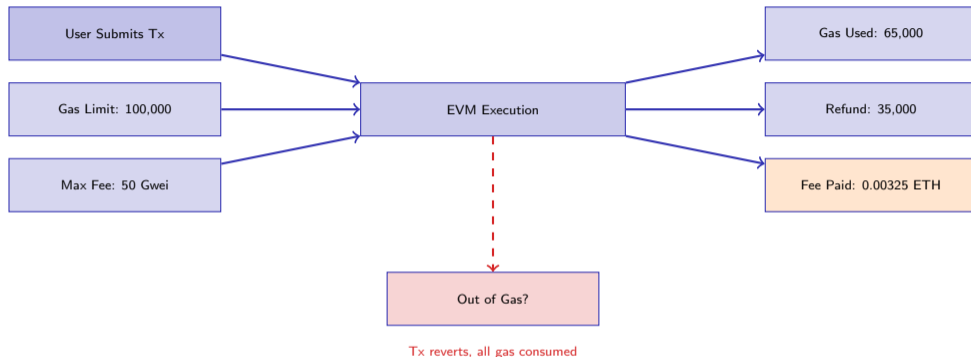 User Submits Tx
Gas Limit: 100,000
Max Fee: 50 Gwei
EVM Execution
Gas Used: 65,000
Refund: 35,000
Fee Paid: 0.00325 ETH
Out of Gas?
Tx reverts, all gas consumed